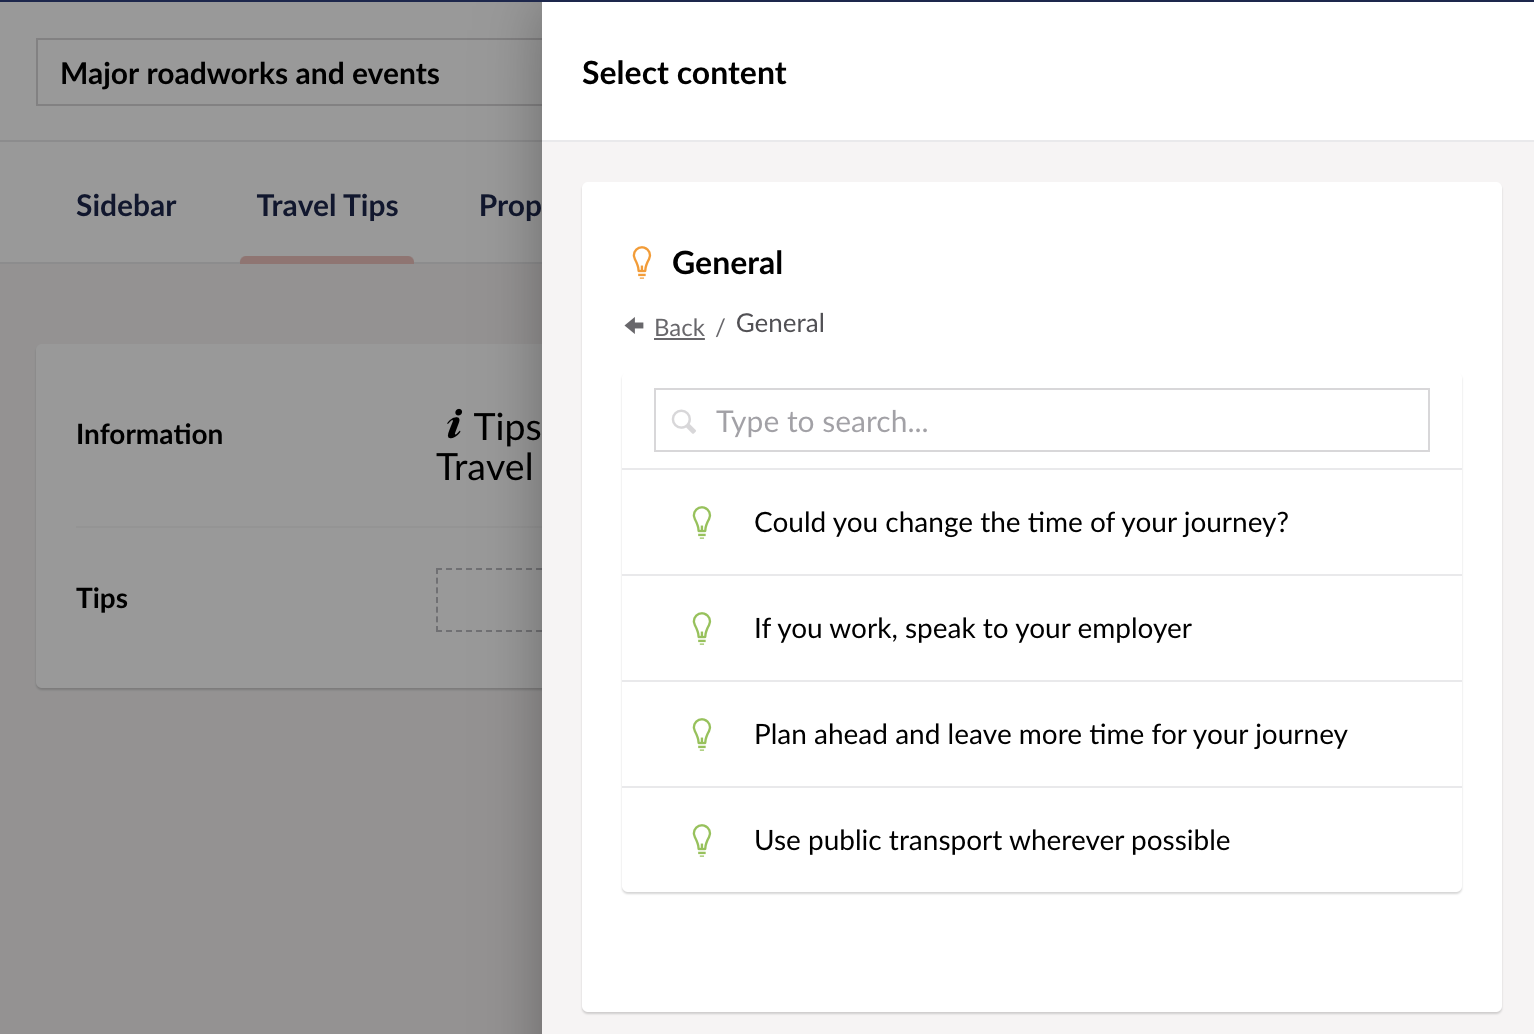 Major roadworks and events
Sidebar
Travel Tips
Prop
Information
i Tips
Travel
Tips
Select content
General
Back / General
Type to search...
Could you change the time of your journey?
If you work, speak to your employer
Plan ahead and leave more time for your journey
Use public transport wherever possible